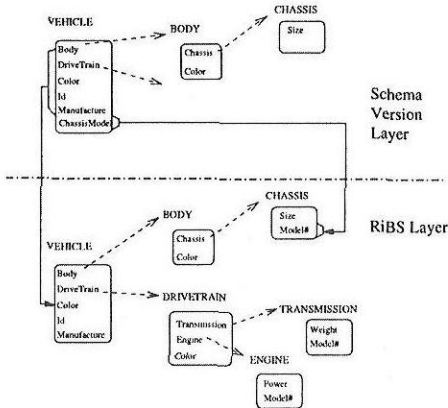 VEHICLE
Body
DriveTrain
Color
Id
Manufacture
ChassisModel
BODY
Chassis
Color
CHASSIS
Size
Schema
Version
Layer
RiBS Layer
VEHICLE
Body
DriveTrain
Color
Id
Manufacture
BODY
Chassis
Color
CHASSIS
Size
Model#
DRIVETRAIN
Transmission
Engine
Color
TRANSMISSION
Weight
Model#
ENGINE
Power
Model#